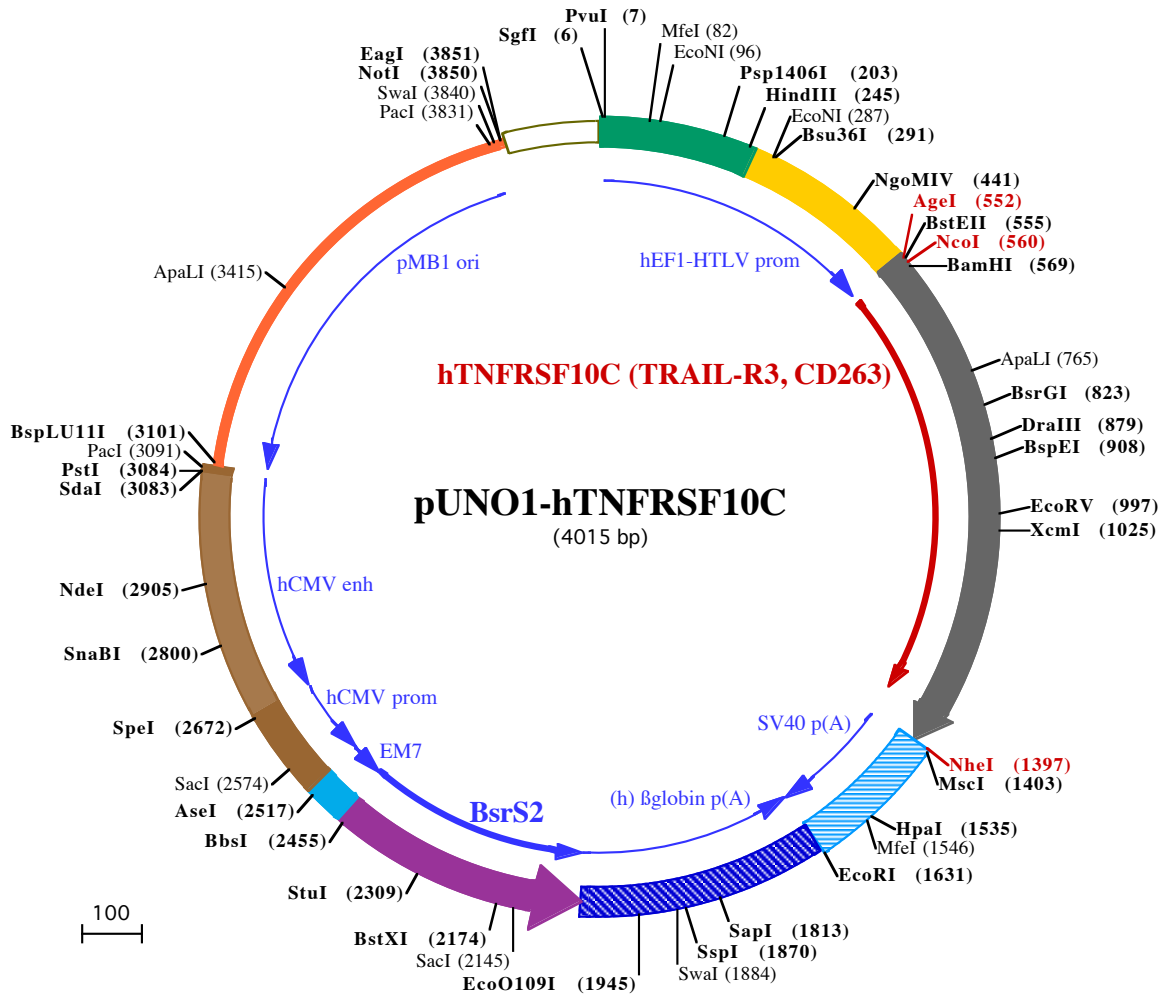 PvuI (7)
SgfI (6)
MfeI (82)
EcoNI (96)
Psp1406I (203)
HindIII (245)
EcoNI (287)
Bsu36I (291)
NgoMIV (441)
AgeI (552)
BstEII (555)
NcoI (560)
BamHI (569)
ApaLI (765)
BsrGI (823)
DraIII (879)
BspEI (908)
EcoRV (997)
XcmI (1025)
NheI (1397)
MscI (1403)
HpaI (1535)
MfeI (1546)
EcoRI (1631)
SapI (1813)
SspI (1870)
SwaI (1884)
EcoO109I (1945)
SacI (2145)
BstXI (2174)
StuI (2309)
BbsI (2455)
AseI (2517)
SacI (2574)
SpeI (2672)
SnaBI (2800)
NdeI (2905)
SdaI (3083)
PstI (3084)
PacI (3091)
BspLU11I (3101)
ApaLI (3415)
PacI (3831)
SwaI (3840)
NotI (3850)
EagI (3851)
pMB1 ori
hEF1-HTLV prom
hTNFRSF10C (TRAIL-R3, CD263)
pUNO1-hTNFRSF10C
(4015 bp)
hCMV enh
hCMV prom
EM7
BsrS2
(h) ßglobin p(A)
SV40 p(A)
100